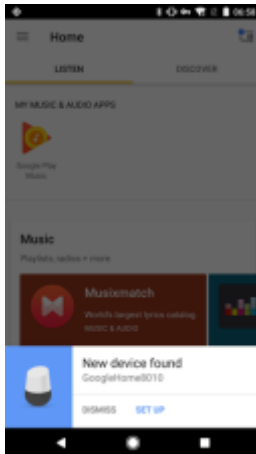 06:58
Home
LISTEN
DISCOVER
MY MUSIC & AUDIO APPS
Google Play
Music
Music
Playlists, radios + more
Musixmatch
World's largest lyrics catalog
MUSIC & AUDIO
New device found
GoogleHome8010
DISMISS SET UP